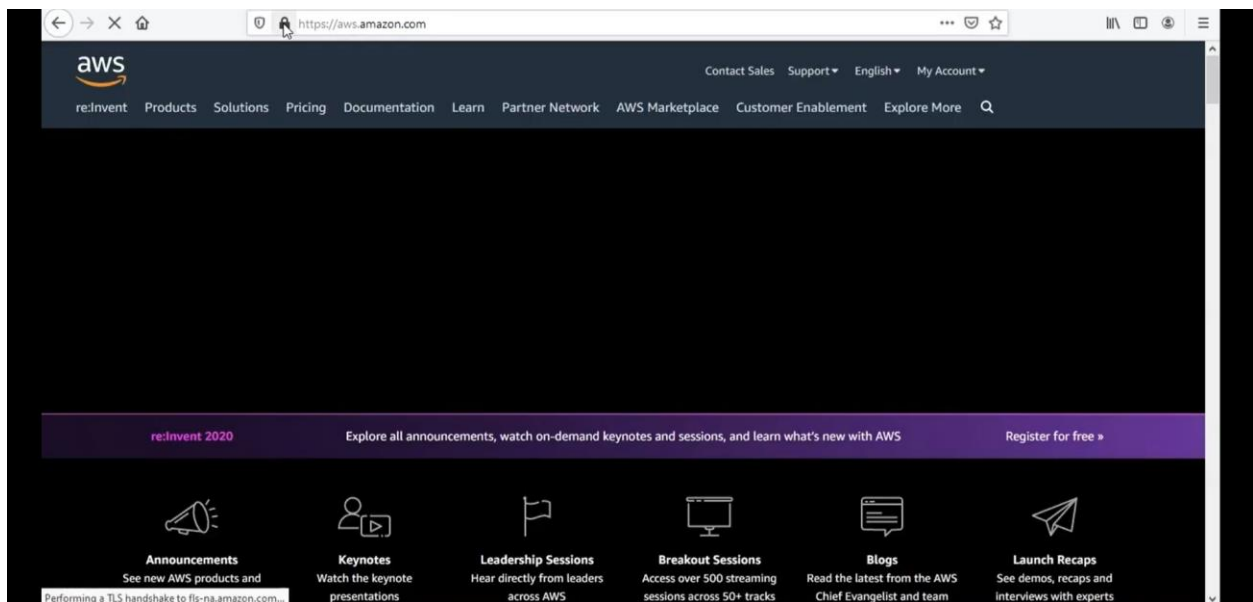 https://aws.amazon.com
aws
Contact Sales Support English My Account
re:Invent Products Solutions Pricing Documentation Learn Partner Network AWS Marketplace Customer Enablement Explore More
re:Invent 2020 Explore all announcements, watch on-demand keynotes and sessions, and learn what's new with AWS Register for free »
Announcements
See new AWS products and
Keynotes
Watch the keynote
presentations
Leadership Sessions
Hear directly from leaders
across AWS
Breakout Sessions
Access over 500 streaming
sessions across 50+ tracks
Blogs
Read the latest from the AWS
Chief Evangelist and team
Launch Recaps
See demos, recaps and
interviews with experts
Performing a TLS handshake to fls-na.amazon.com...